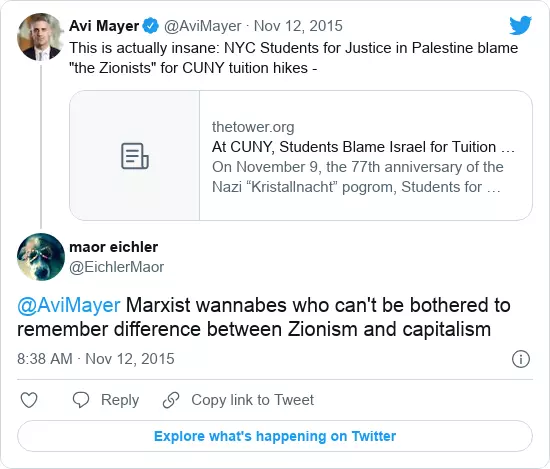 Avi Mayer @AviMayer · Nov 12, 2015
This is actually insane: NYC Students for Justice in Palestine blame
"the Zionists" for CUNY tuition hikes -
thetower.org
At CUNY, Students Blame Israel for Tuition …
On November 9, the 77th anniversary of the
Nazi “Kristallnacht” pogrom, Students for …
maor eichler
@EichlerMaor
@AviMayer Marxist wannabes who can't be bothered to
remember difference between Zionism and capitalism
8:38 AM · Nov 12, 2015
Reply Copy link to Tweet
Explore what's happening on Twitter